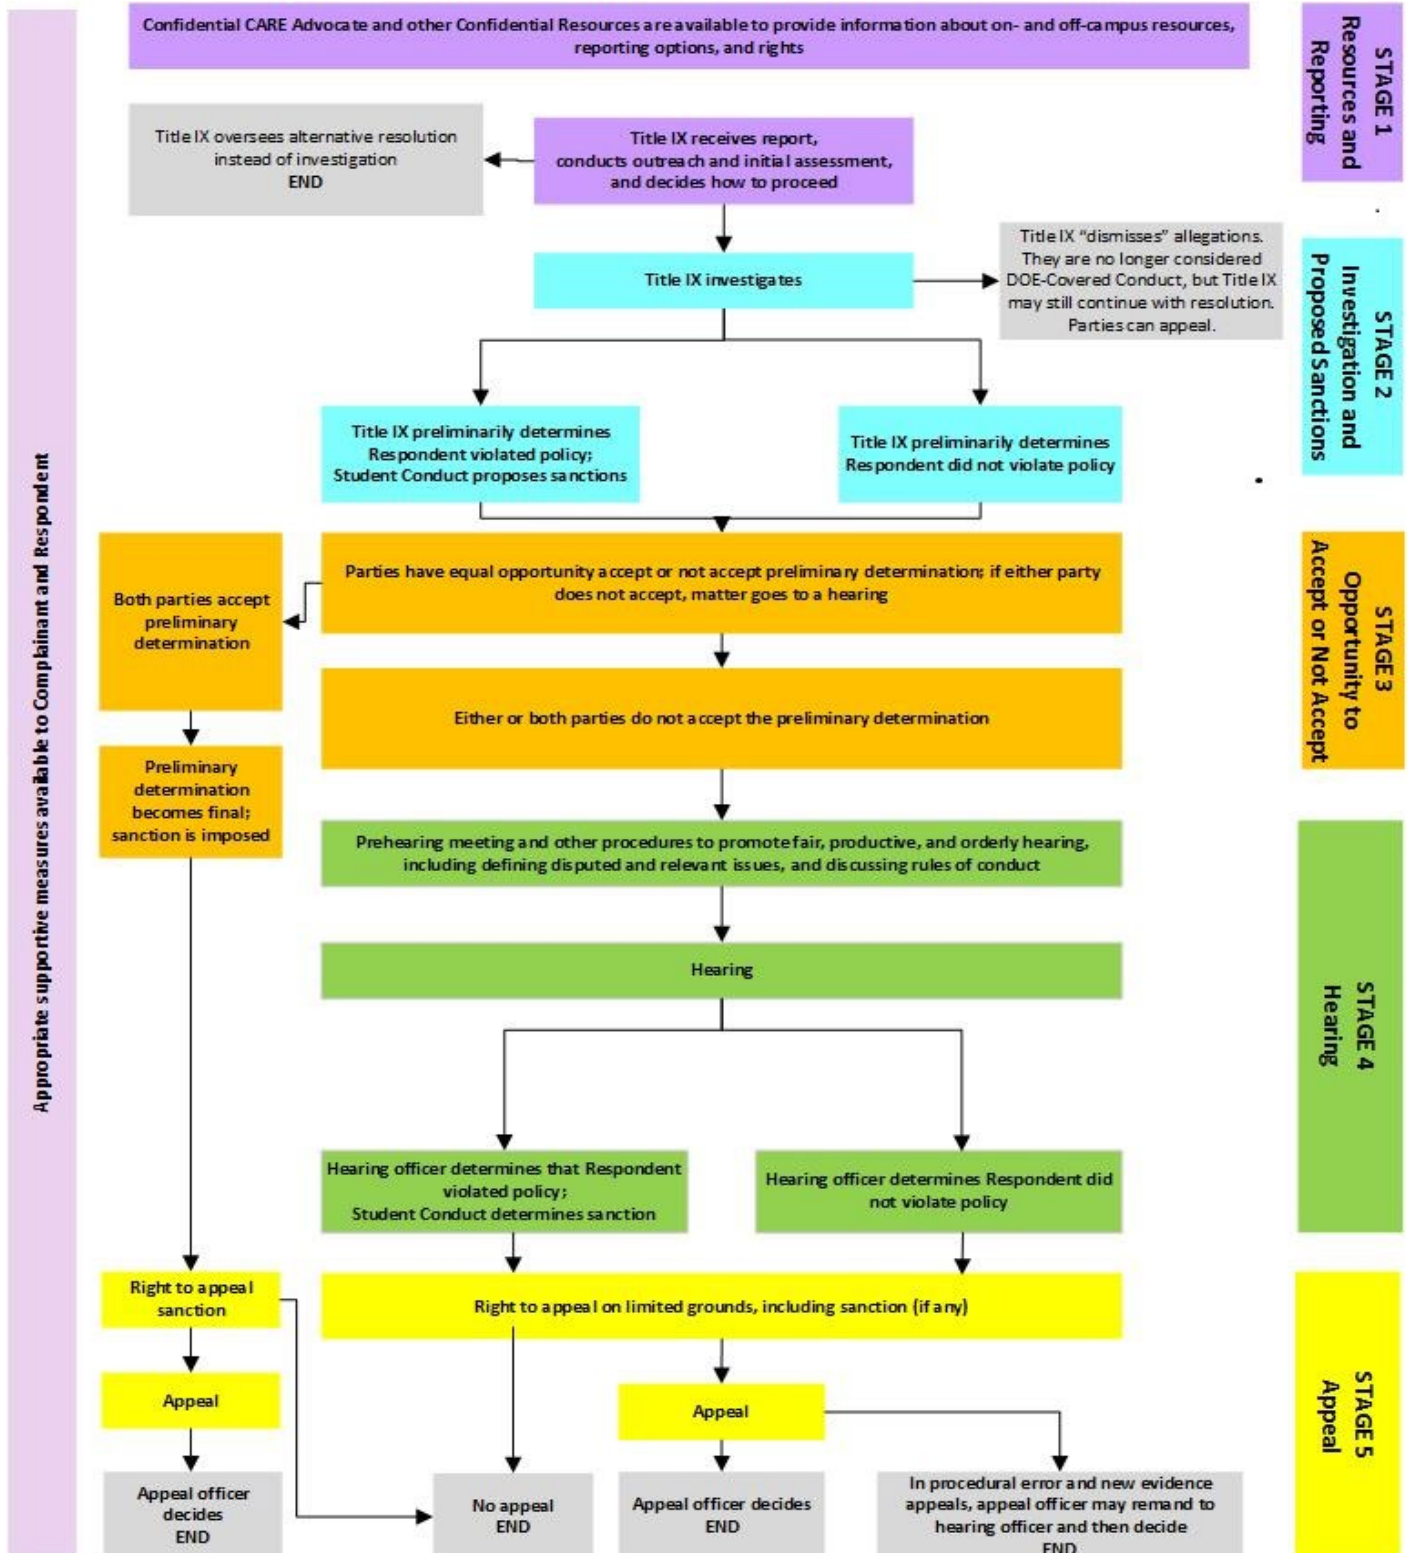 Confidential CARE Advocate and other Confidential Resources are available to provide information about on- and off-campus resources,
reporting options, and rights
STAGE 1
Resources and
Reporting
Title IX oversees alternative resolution
instead of investigation
END
Title IX receives report,
conducts outreach and initial assessment,
and decides how to proceed
Title IX investigates
Title IX “dismisses” allegations.
They are no longer considered
DOE-Covered Conduct, but Title IX
may still continue with resolution.
Parties can appeal.
STAGE 2
Investigation and
Proposed Sanctions
Title IX preliminarily determines
Respondent violated policy;
Student Conduct proposes sanctions
Title IX preliminarily determines
Respondent did not violate policy
Appropriate supportive measures available to Complainant and Respondent
Both parties accept
preliminary
determination
Parties have equal opportunity accept or not accept preliminary determination; if either party
does not accept, matter goes to a hearing
STAGE 3
Opportunity to
Accept or Not Accept
Either or both parties do not accept the preliminary determination
Preliminary
determination
becomes final;
sanction is imposed
Prehearing meeting and other procedures to promote fair, productive, and orderly hearing,
including defining disputed and relevant issues, and discussing rules of conduct
Hearing
STAGE 4
Hearing
Hearing officer determines that Respondent
violated policy;
Student Conduct determines sanction
Hearing officer determines Respondent did
not violate policy
Right to appeal
sanction
Right to appeal on limited grounds, including sanction (if any)
STAGE 5
Appeal
Appeal
Appeal
Appeal officer
decides
END
No appeal
END
Appeal officer decides
END
In procedural error and new evidence
appeals, appeal officer may remand to
hearing officer and then decide
END